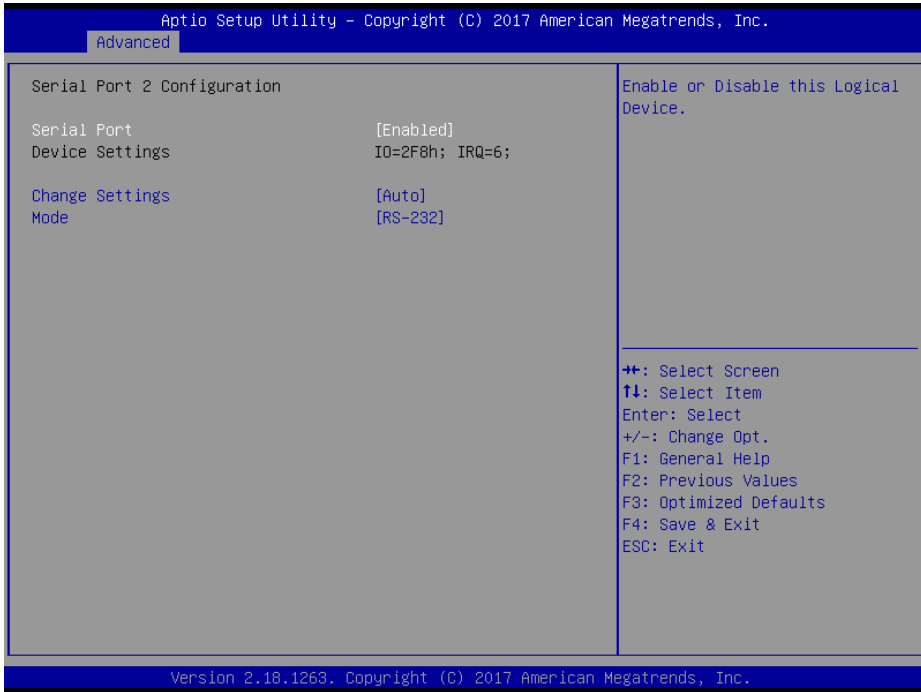 Aptio Setup Utility – Copyright (C) 2017 American Megatrends, Inc.
Advanced
Serial Port 2 Configuration
Serial Port [Enabled]
Device Settings IO=2F8h; IRQ=6;
Change Settings [Auto]
Mode [RS-232]
Enable or Disable this Logical
Device.
→←: Select Screen
↑↓: Select Item
Enter: Select
+/-: Change Opt.
F1: General Help
F2: Previous Values
F3: Optimized Defaults
F4: Save & Exit
ESC: Exit
Version 2.18.1263. Copyright (C) 2017 American Megatrends, Inc.